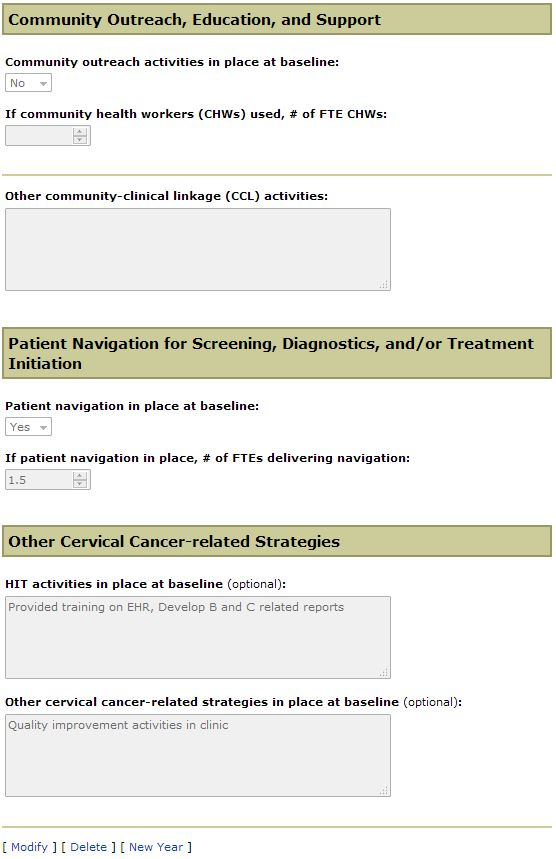 Community Outreach, Education, and Support
Community outreach activities in place at baseline:
No
If community health workers (CHWs) used, # of FTE CHWs:
Other community-clinical linkage (CCL) activities:
Patient Navigation for Screening, Diagnostics, and/or Treatment
Initiation
Patient navigation in place at baseline:
Yes
If patient navigation in place, # of FTEs delivering navigation:
1.5
Other Cervical Cancer-related Strategies
HIT activities in place at baseline (optional):
Provided training on EHR, Develop B and C related reports
Other cervical cancer-related strategies in place at baseline (optional):
Quality improvement activities in clinic
[ Modify ] [ Delete ] [ New Year ]